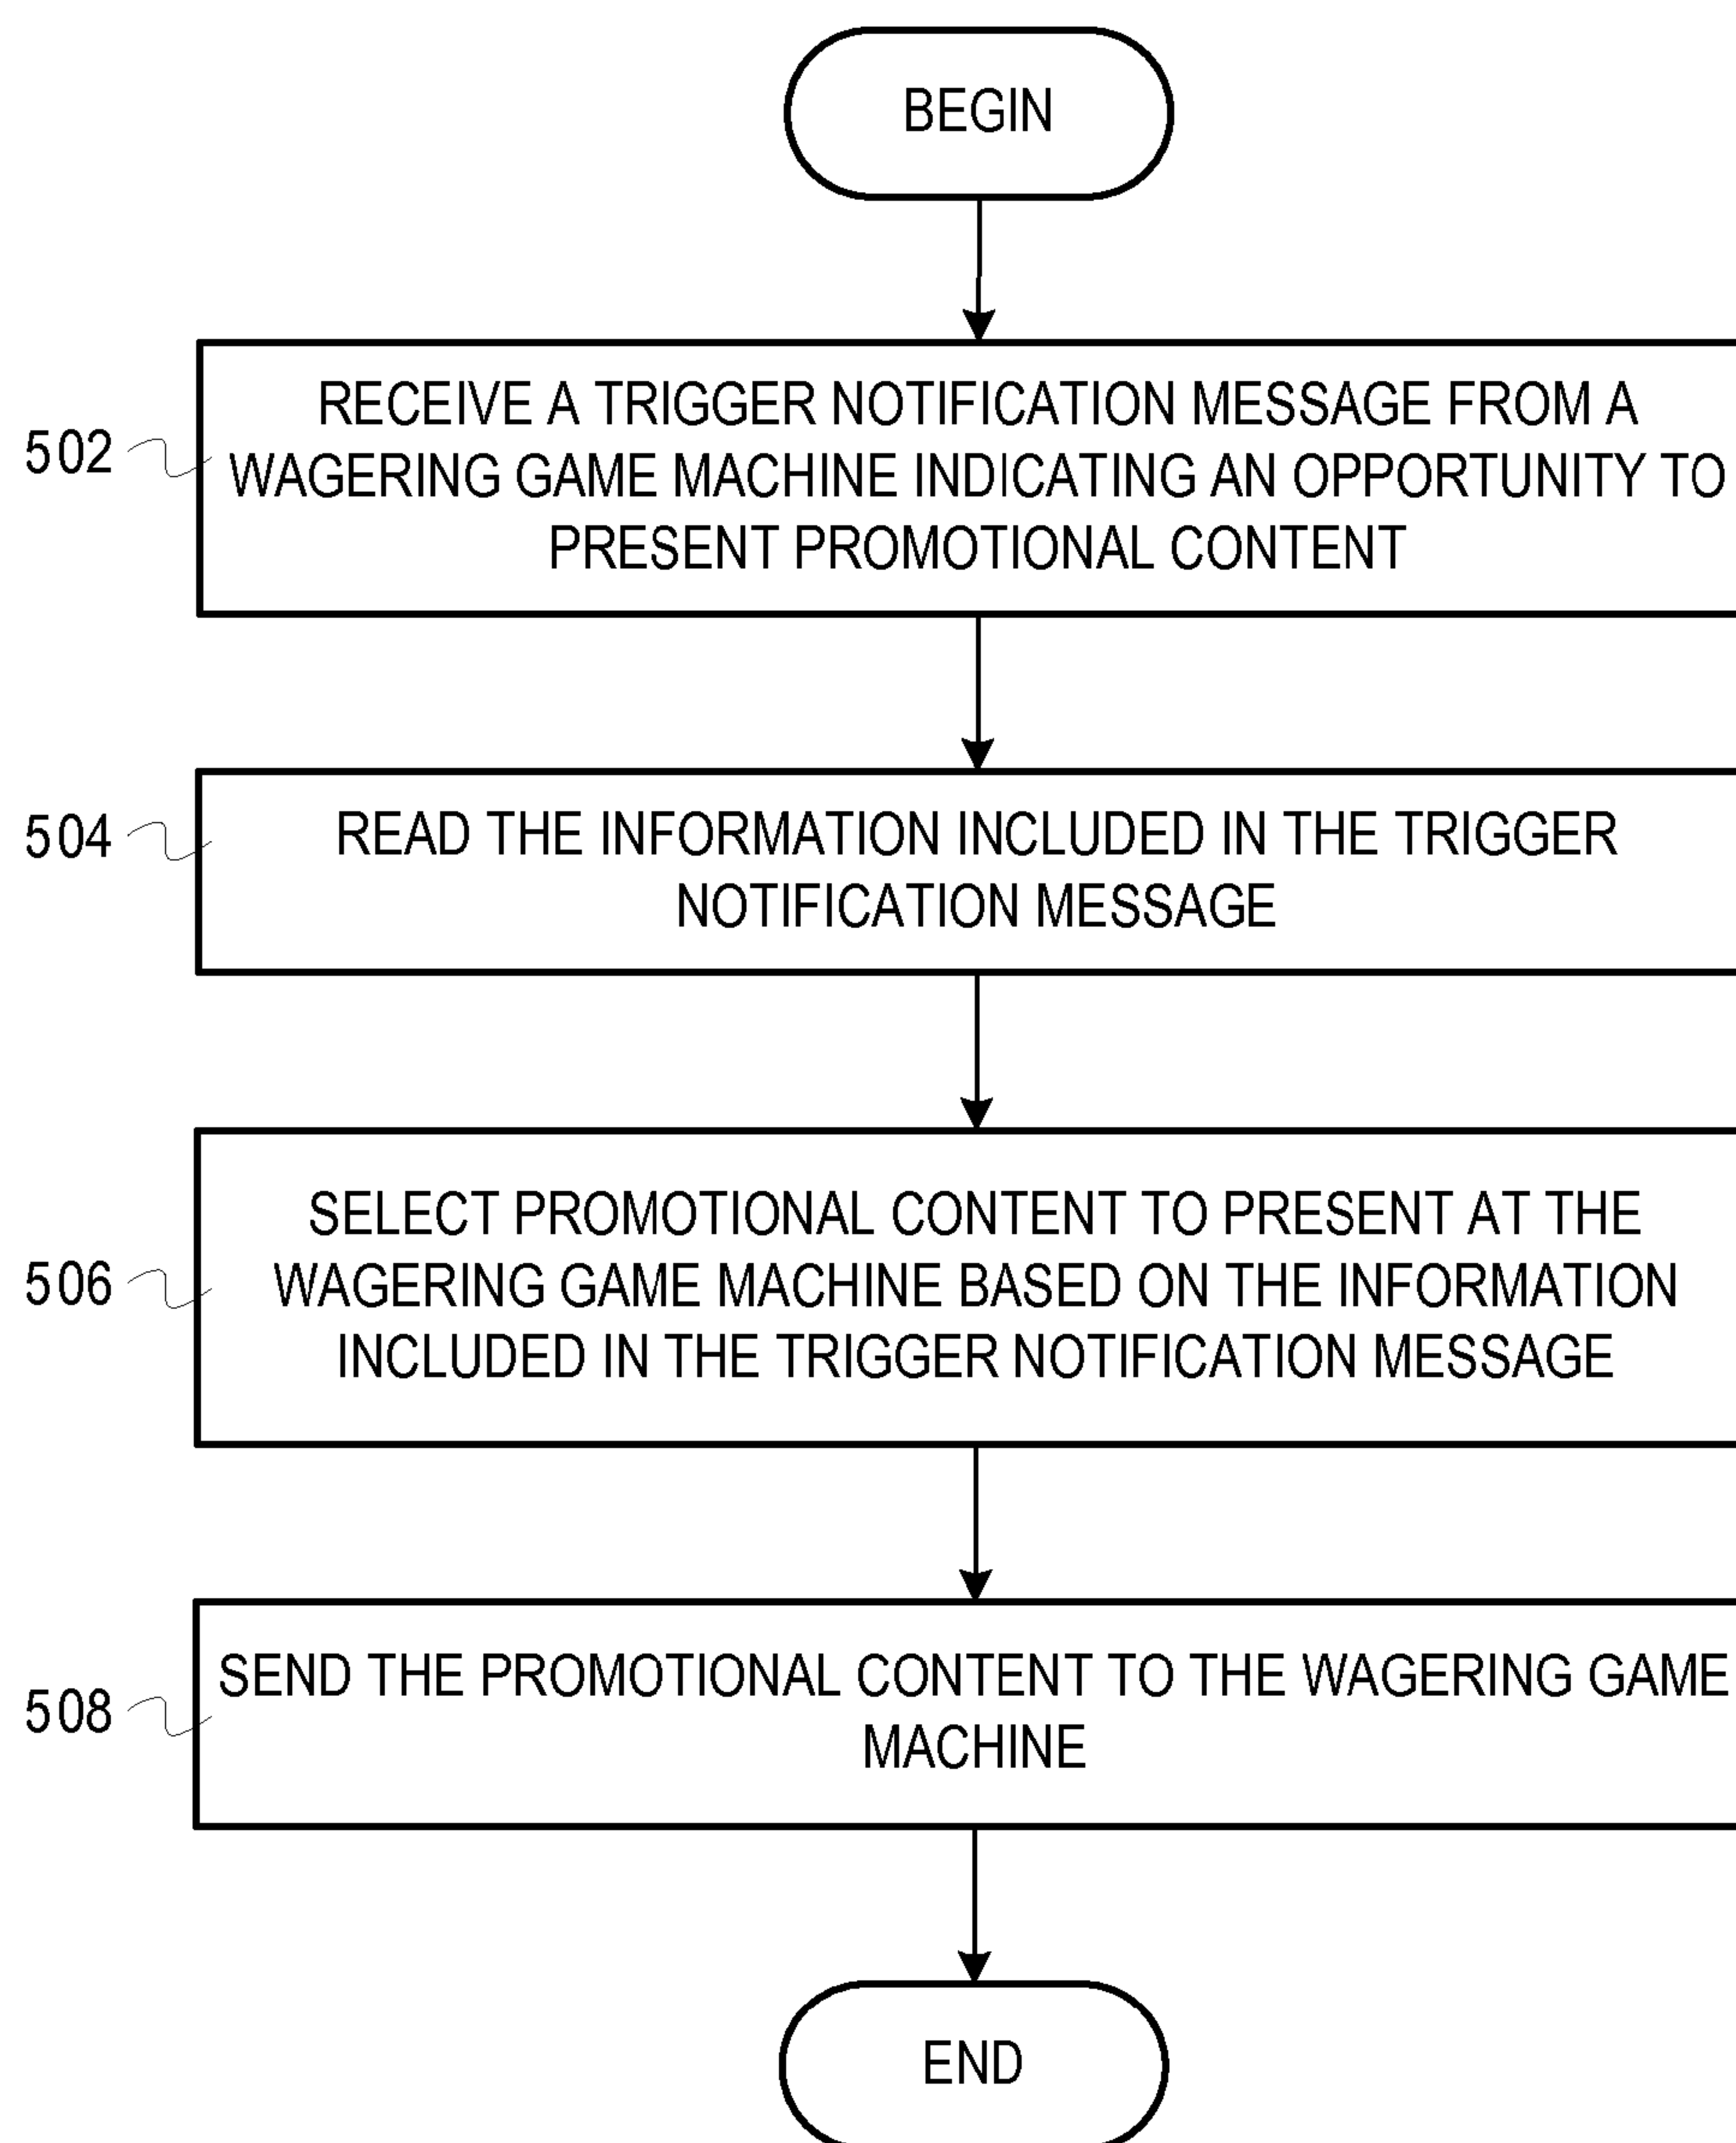 BEGIN
502
RECEIVE A TRIGGER NOTIFICATION MESSAGE FROM A
WAGERING GAME MACHINE INDICATING AN OPPORTUNITY TO
PRESENT PROMOTIONAL CONTENT
504
READ THE INFORMATION INCLUDED IN THE TRIGGER
NOTIFICATION MESSAGE
506
SELECT PROMOTIONAL CONTENT TO PRESENT AT THE
WAGERING GAME MACHINE BASED ON THE INFORMATION
INCLUDED IN THE TRIGGER NOTIFICATION MESSAGE
508
SEND THE PROMOTIONAL CONTENT TO THE WAGERING GAME
MACHINE
END